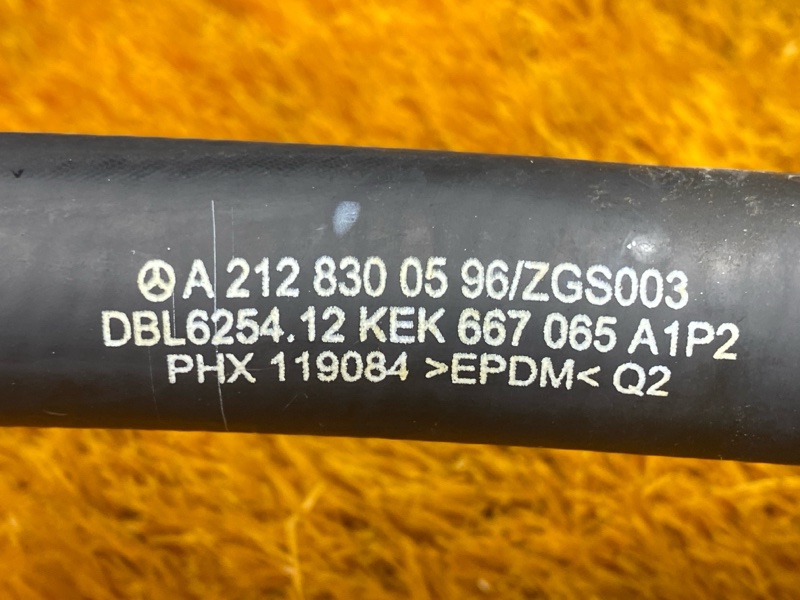 A 212 830 05 96/ZGS003
DBL6254.12 KEK 667 065 A1P2
PHX 119084 >EPDM< Q2